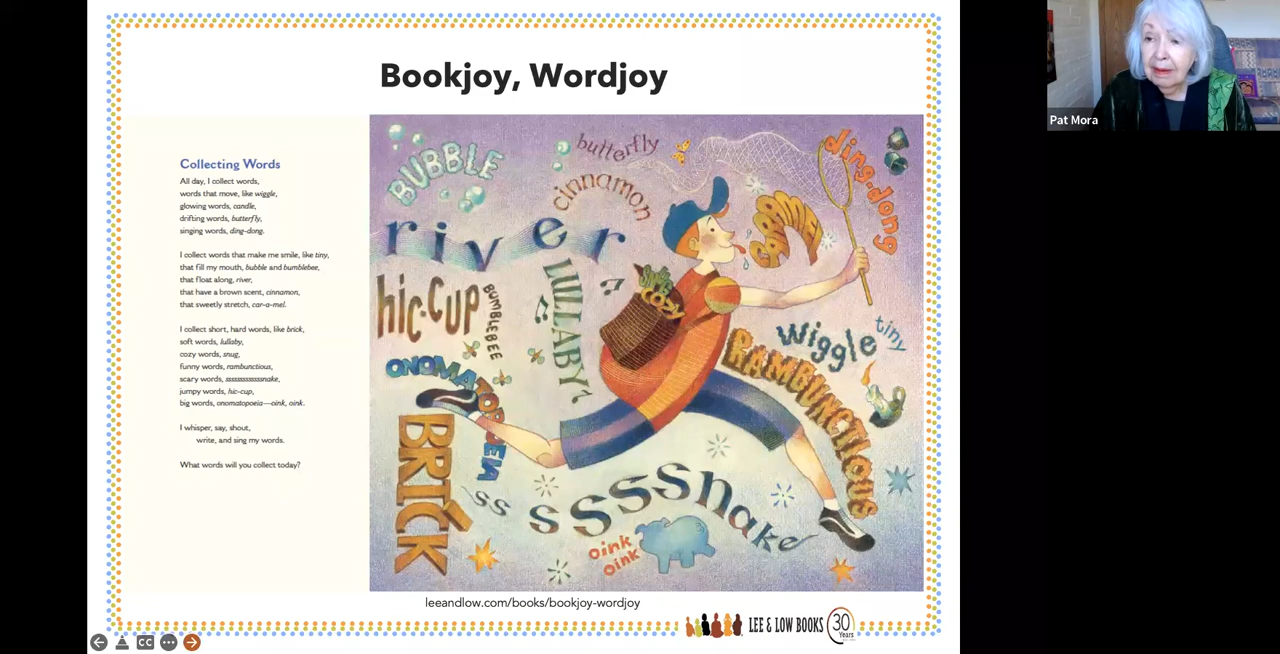 Bookjoy, Wordjoy
Collecting Words
All day, I collect words,
words that move, like wiggle,
glowing words, candle,
drifting words, butterfly,
singing words, ding-dong.
I collect words that make me smile, like tiny,
that fill my mouth, bubble and bumblebee,
that float along, river,
that have a brown scent, cinnamon,
that sweetly stretch, car-a-mel.
I collect short, hard words, like brick,
soft words, lullaby,
cozy words, snug,
funny words, rambunctious,
scary words, ssssssssssssnake,
jumpy words, hic-cup,
big words, onomatopoeia—oink, oink.
I whisper, say, shout,
write, and sing my words.
What words will you collect today?
BUBBLE
butterfly
cinnamon
ding-dong
river
CARAMEL
LULLABY
hic-cup
BUMBLEBEE
COZY
wiggle
tiny
RAMBUNCTIOUS
ONOMATOPOEIA
BRICK
ss ssssnake
oink
oink
leeandlow.com/books/bookjoy-wordjoy
LEE & LOW BOOKS
30
Years
CC
Pat Mora